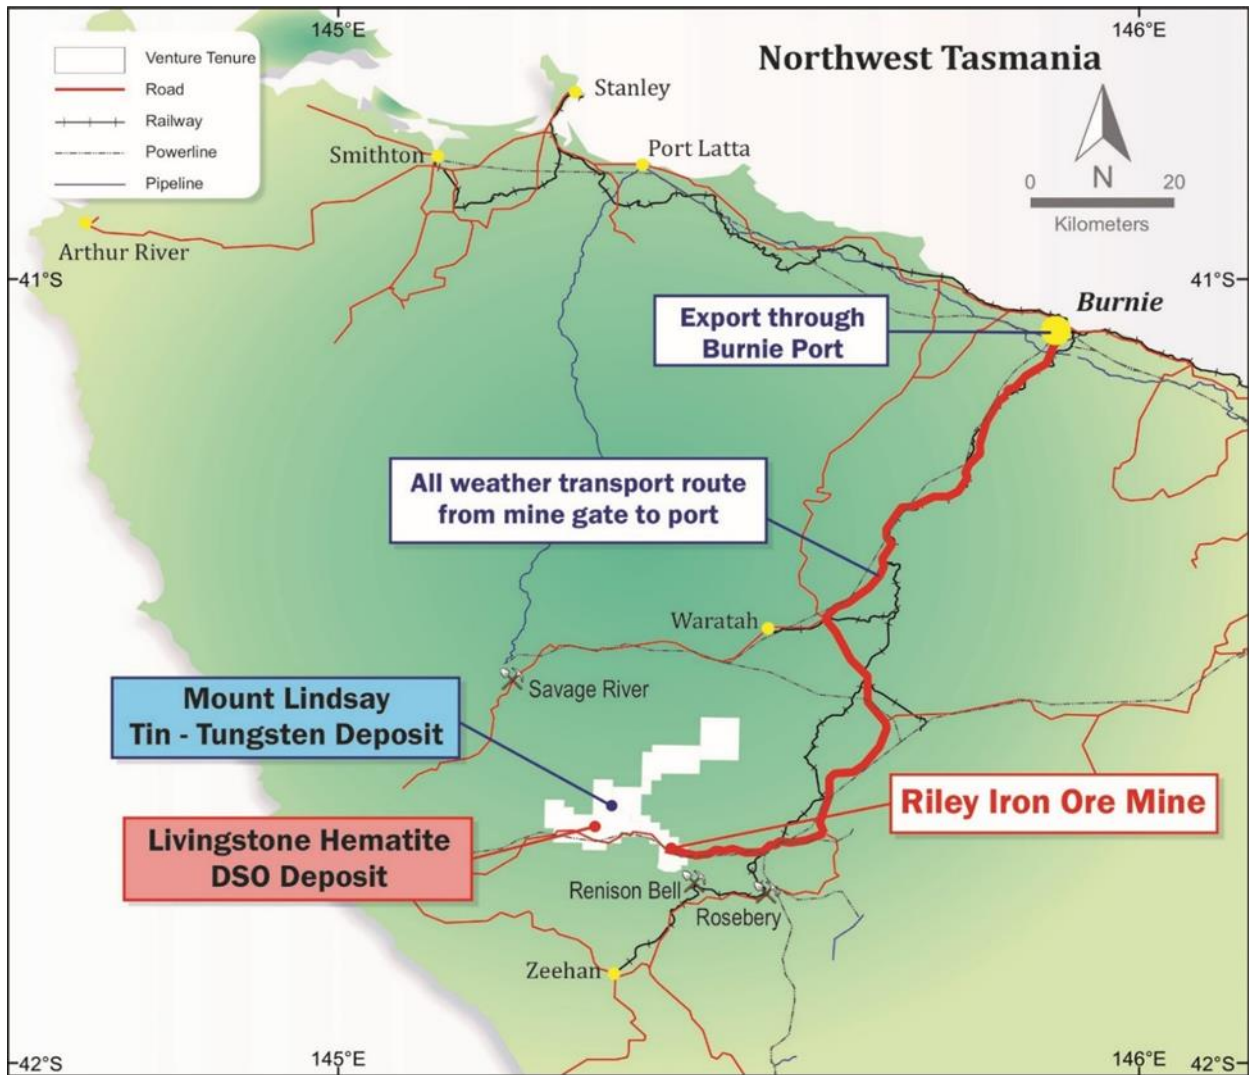 145°E
146°E
Northwest Tasmania
Venture Tenure
Road
Railway
Powerline
Pipeline
Stanley
Smithton
Port Latta
N
0
20
Kilometers
Arthur River
41°S
41°S
Burnie
Export through
Burnie Port
All weather transport route
from mine gate to port
Waratah
Savage River
Mount Lindsay
Tin - Tungsten Deposit
Riley Iron Ore Mine
Livingstone Hematite
DSO Deposit
Renison Bell
Rosebery
Zeehan
42°S
145°E
146°E
42°S